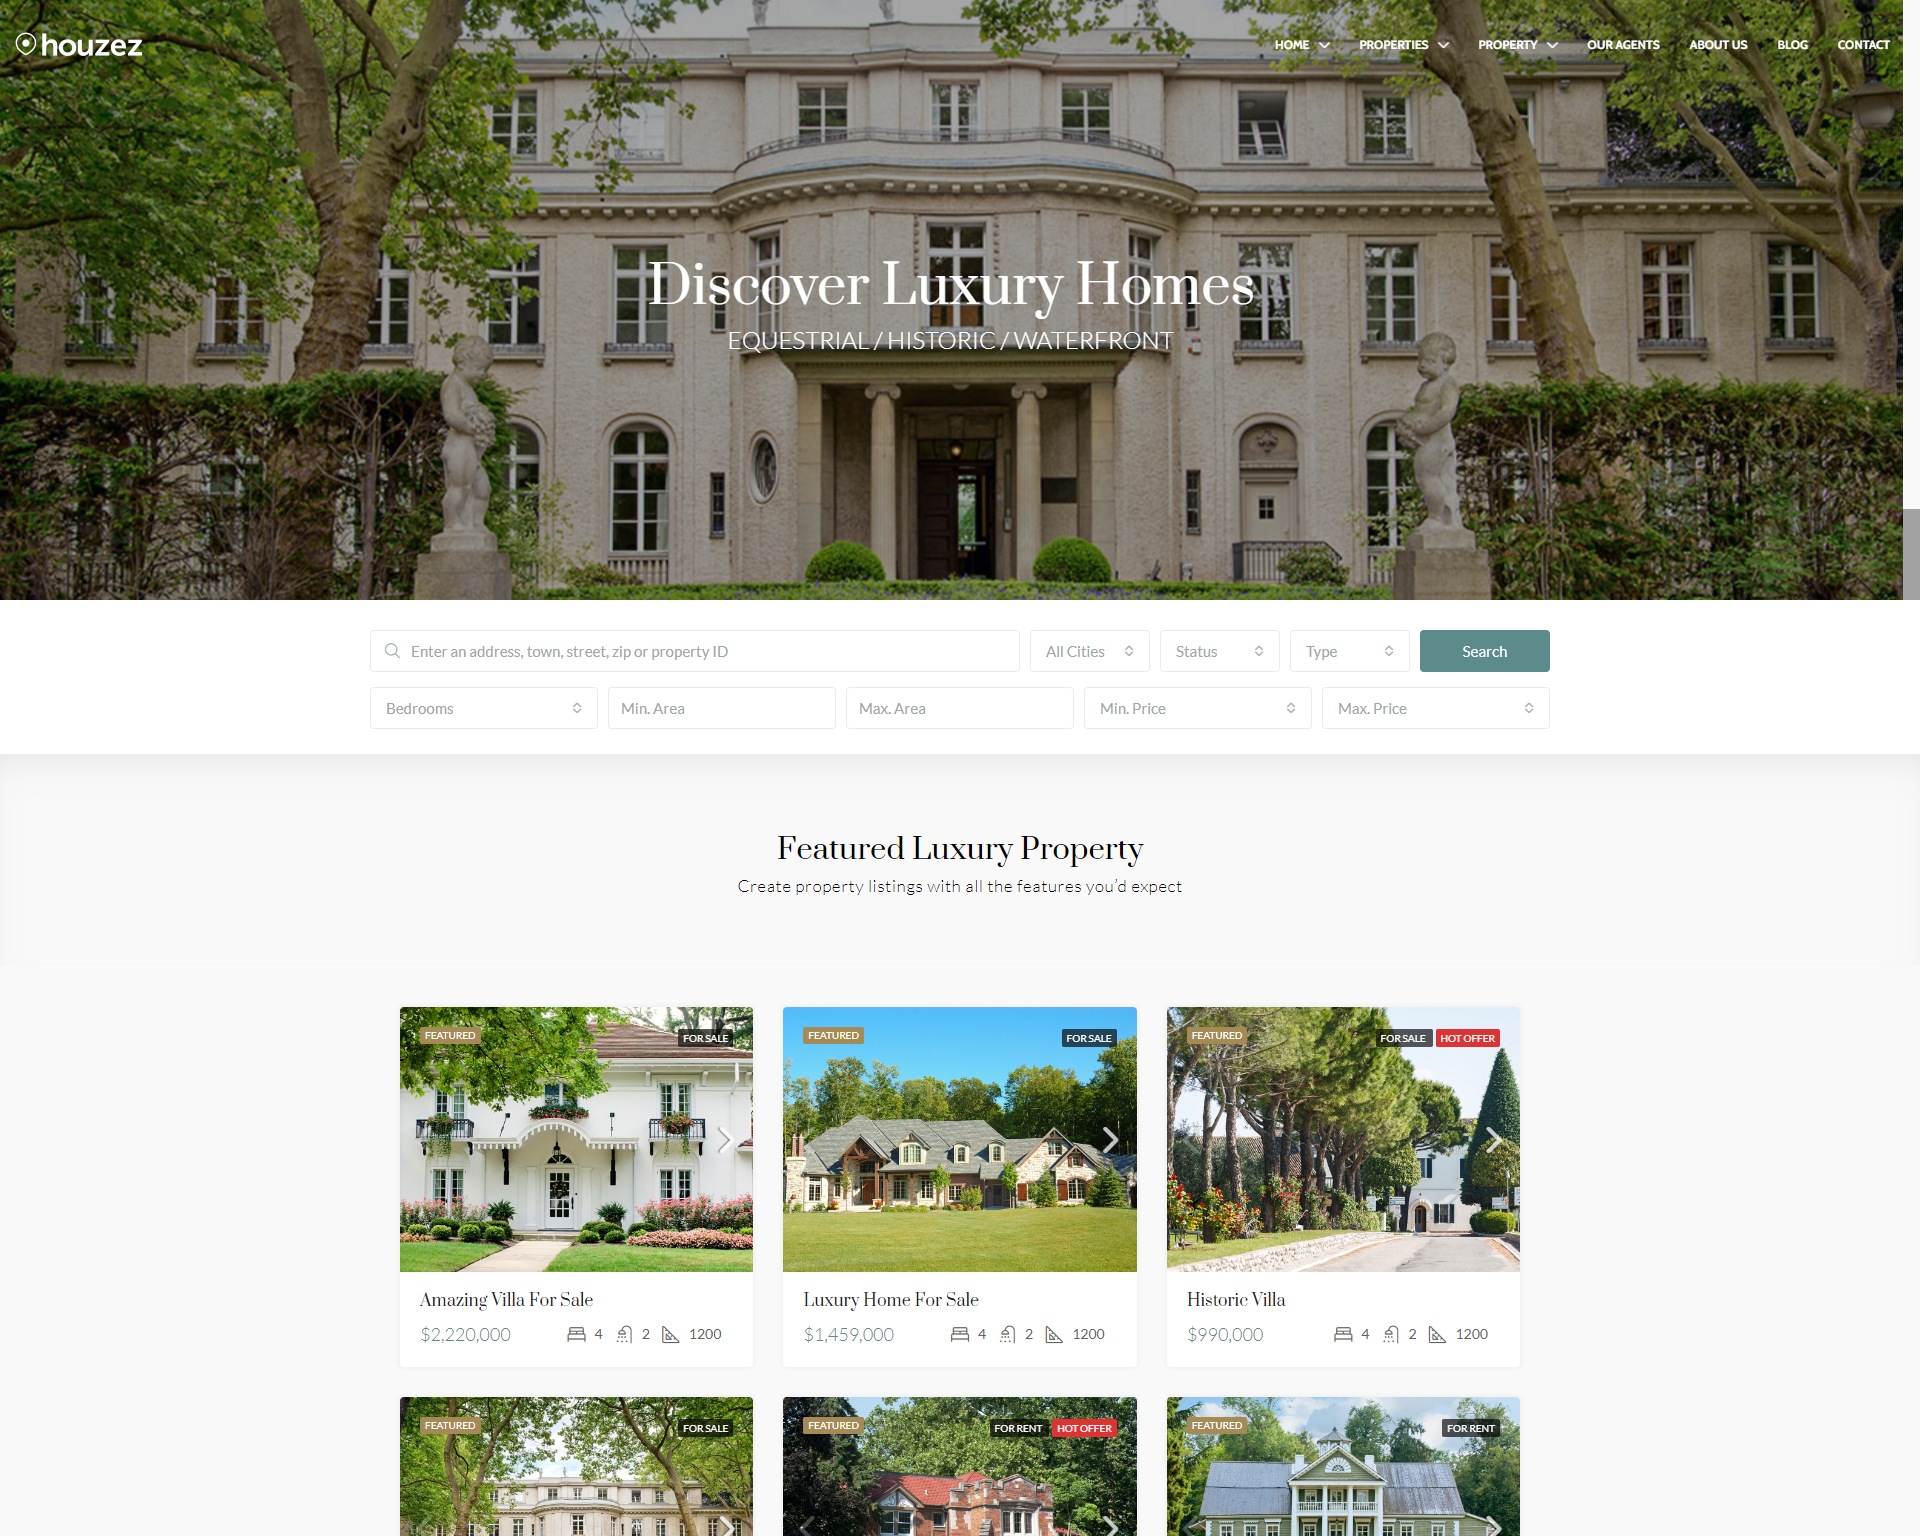 houzez
HOME PROPERTIES PROPERTY OUR AGENTS ABOUT US BLOG CONTACT
Discover Luxury Homes
EQUESTRIAL / HISTORIC / WATERFRONT
Enter an address, town, street, zip or property ID All Cities Status Type Search
Bedrooms Min. Area Max. Area Min. Price Max. Price
Featured Luxury Property
Create property listings with all the features you'd expect
FEATURED FOR SALE
FEATURED FOR SALE
FEATURED FOR SALE HOT OFFER
Amazing Villa For Sale
$2,220,000 4 2 1200
Luxury Home For Sale
$1,459,000 4 2 1200
Historic Villa
$990,000 4 2 1200
FEATURED FOR SALE
FEATURED FOR RENT HOT OFFER
FEATURED FOR RENT